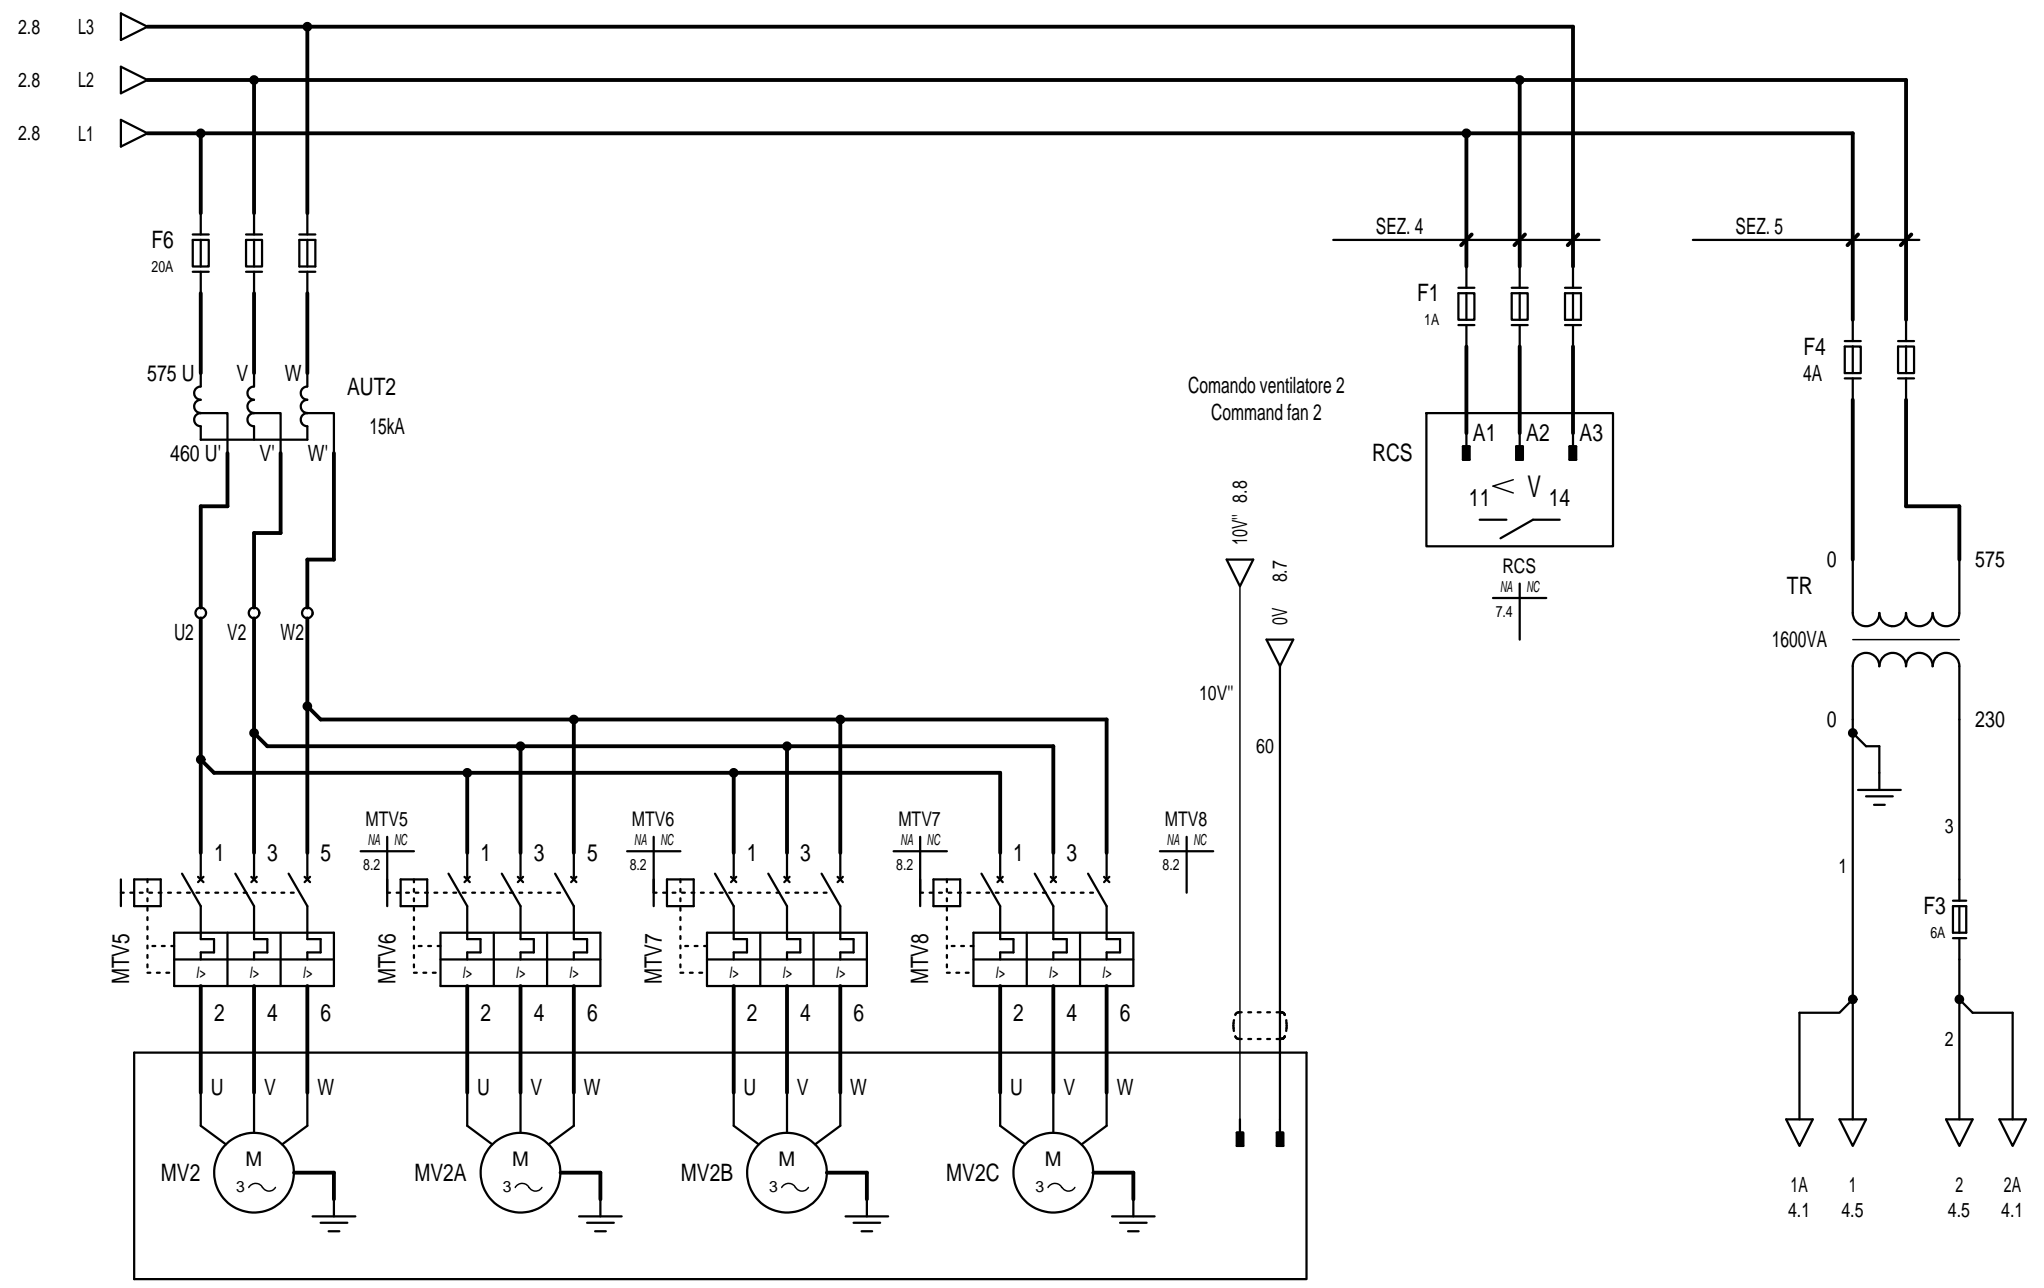 2.8 L3
2.8 L2
2.8 L1
SEZ. 4
SEZ. 5
F6
20A
F1
1A
F4
4A
575 U V W
AUT2
15kA
460 U' V' W'
Comando ventilatore 2
Command fan 2
RCS
A1 A2 A3
11 < V 14
10V" 8.8
0V 8.7
RCS
NA NC
7.4
0 575
TR
1600VA
U2 V2 W2
10V"
60
0 230
MTV5
NA NC
8.2
MTV6
NA NC
8.2
MTV7
NA NC
8.2
MTV8
NA NC
8.2
1 3 5
1 3 5
1 3
1 3
3
1
F3
6A
MTV5
I> I> I>
MTV6
I> I> I>
MTV7
I> I> I>
MTV8
I> I> I>
2 4 6
2 4 6
2 4 6
2 4 6
2
U V W
U V W
U V W
U V W
MV2
M
3
MV2A
M
3
MV2B
M
3
MV2C
M
3
1A 1 2 2A
4.1 4.5 4.5 4.1